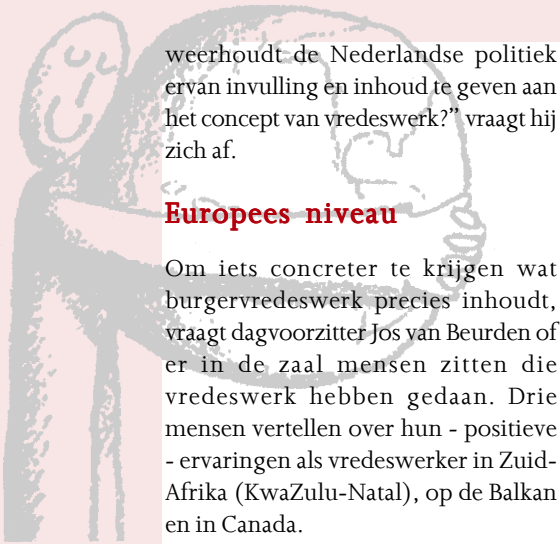 weerhoudt de Nederlandse politiek
ervan invulling en inhoud te geven aan
het concept van vredeswerk?” vraagt hij
zich af.
Europees niveau
Om iets concreter te krijgen wat
burgervredeswerk precies inhoudt,
vraagt dagvoorzitter Jos van Beurden of
er in de zaal mensen zitten die
vredeswerk hebben gedaan. Drie
mensen vertellen over hun - positieve
- ervaringen als vredeswerker in Zuid-
Afrika (KwaZulu-Natal), op de Balkan
en in Canada.